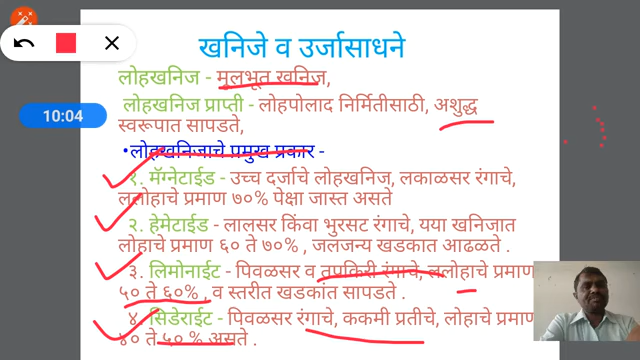 खनिजे व उर्जासाधने
लोहखनिज - मूलभूत खनिज,
लोहखनिज प्राप्ती - लोहपोलाद निर्मितीसाठी, अशुद्ध
स्वरूपात सापडते,
10:04
•लोहखनिजाचे प्रमुख प्रकार -
१. मॅग्नेटाईड - उच्च दर्जाचे लोहखनिज, लकाळसर रंगाचे,
ललोहाचे प्रमाण ७०% पेक्षा जास्त असते
२. हेमेटाईड - लालसर किंवा भुरसट रंगाचे, यया खनिजात
लोहाचे प्रमाण ६० ते ७०%, जलजन्य खडकात आढळते .
३. लिमोनाईट - पिवळसर व तपकिरी रंगाचे, ललोहाचे प्रमाण
५० ते ६०% , व स्तरीत खडकांत सापडते .
४. सिडेराईट - पिवळसर रंगाचे, ककमी प्रतीचे, लोहाचे प्रमाण
४० ते ५० % असते .